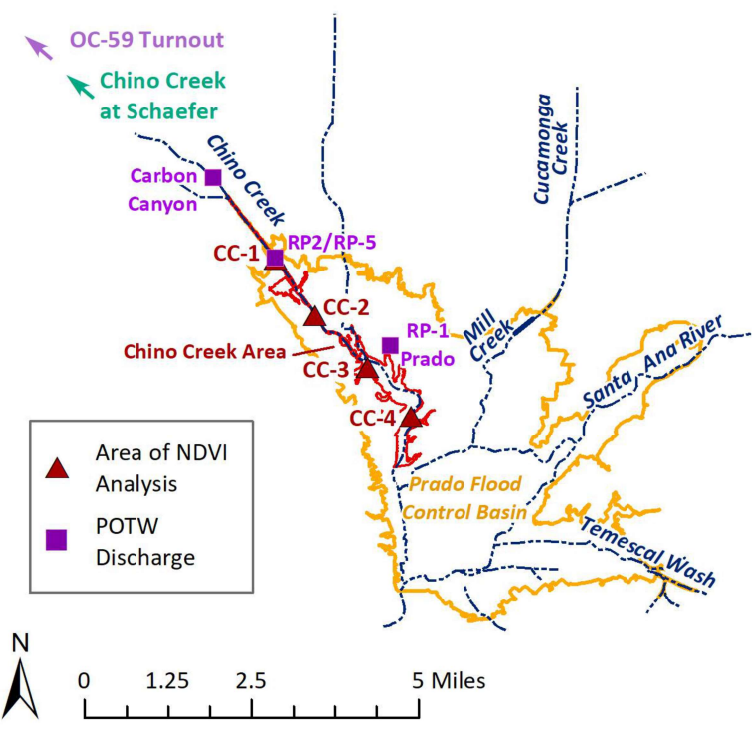 OC-59 Turnout
Chino Creek
at Schaefer
Chino Creek
Carbon
Canyon
Cucamonga
Creek
CC-1
RP2/RP-5
CC-2
Chino Creek Area
CC-3
RP-1
Prado
Mill
Creek
Santa Ana River
CC-4
Prado Flood
Control Basin
Temescal Wash
Area of NDVI
Analysis
POTW
Discharge
N
0 1.25 2.5 5 Miles